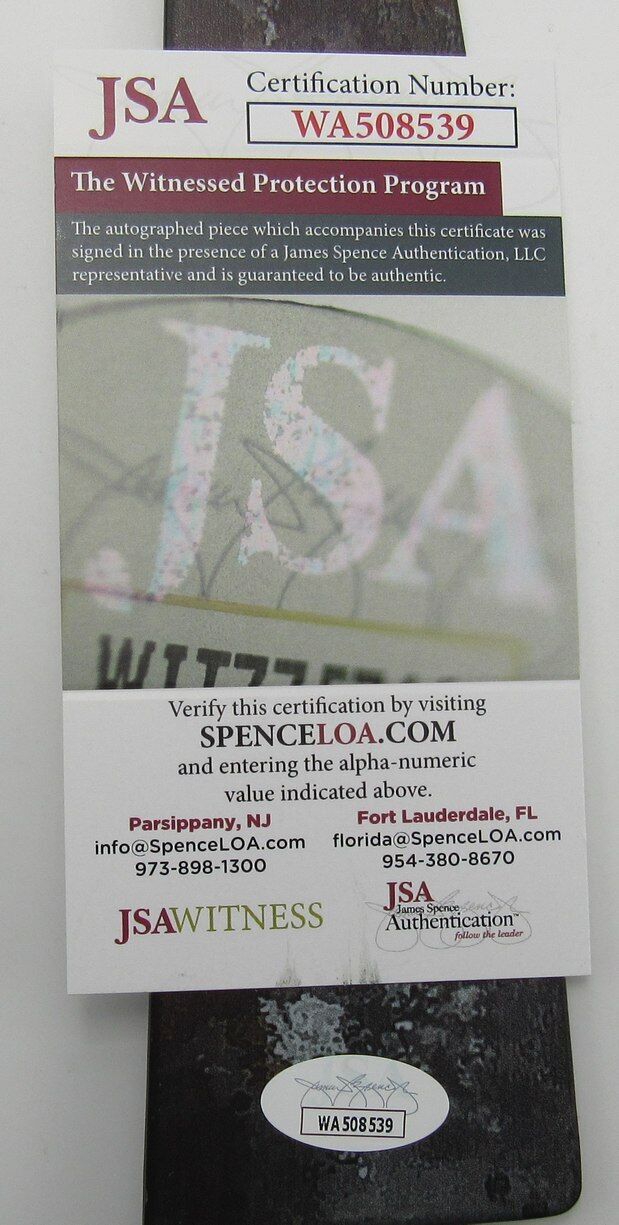 JSA
Certification Number:
WA508539
The Witnessed Protection Program
The autographed piece which accompanies this certificate was
signed in the presence of a James Spence Authentication, LLC
representative and is guaranteed to be authentic.
JSA
Verify this certification by visiting
SPENCELOA.COM
and entering the alpha-numeric
value indicated above.
Parsippany, NJ
info@SpenceLOA.com
973-898-1300
Fort Lauderdale, FL
florida@SpenceLOA.com
954-380-8670
JSAWITNESS
JSA
James Spence
Authentication™
follow the leader
WA508539